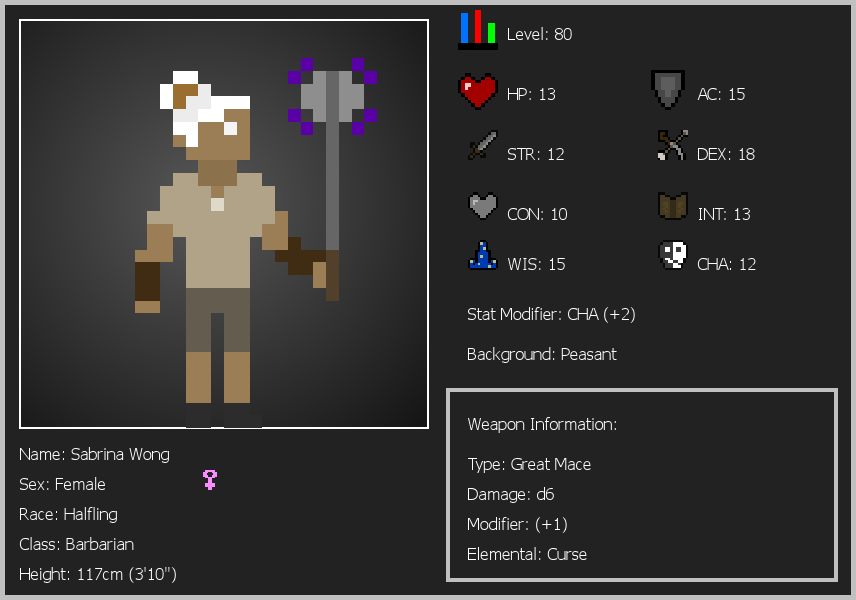 Level: 80
HP: 13
AC: 15
STR: 12
DEX: 18
CON: 10
INT: 13
WIS: 15
CHA: 12
Stat Modifier: CHA (+2)
Background: Peasant
Weapon Information:
Type: Great Mace
Damage: d6
Modifier: (+1)
Elemental: Curse
Name: Sabrina Wong
Sex: Female
Race: Halfling
Class: Barbarian
Height: 117cm (3'10")